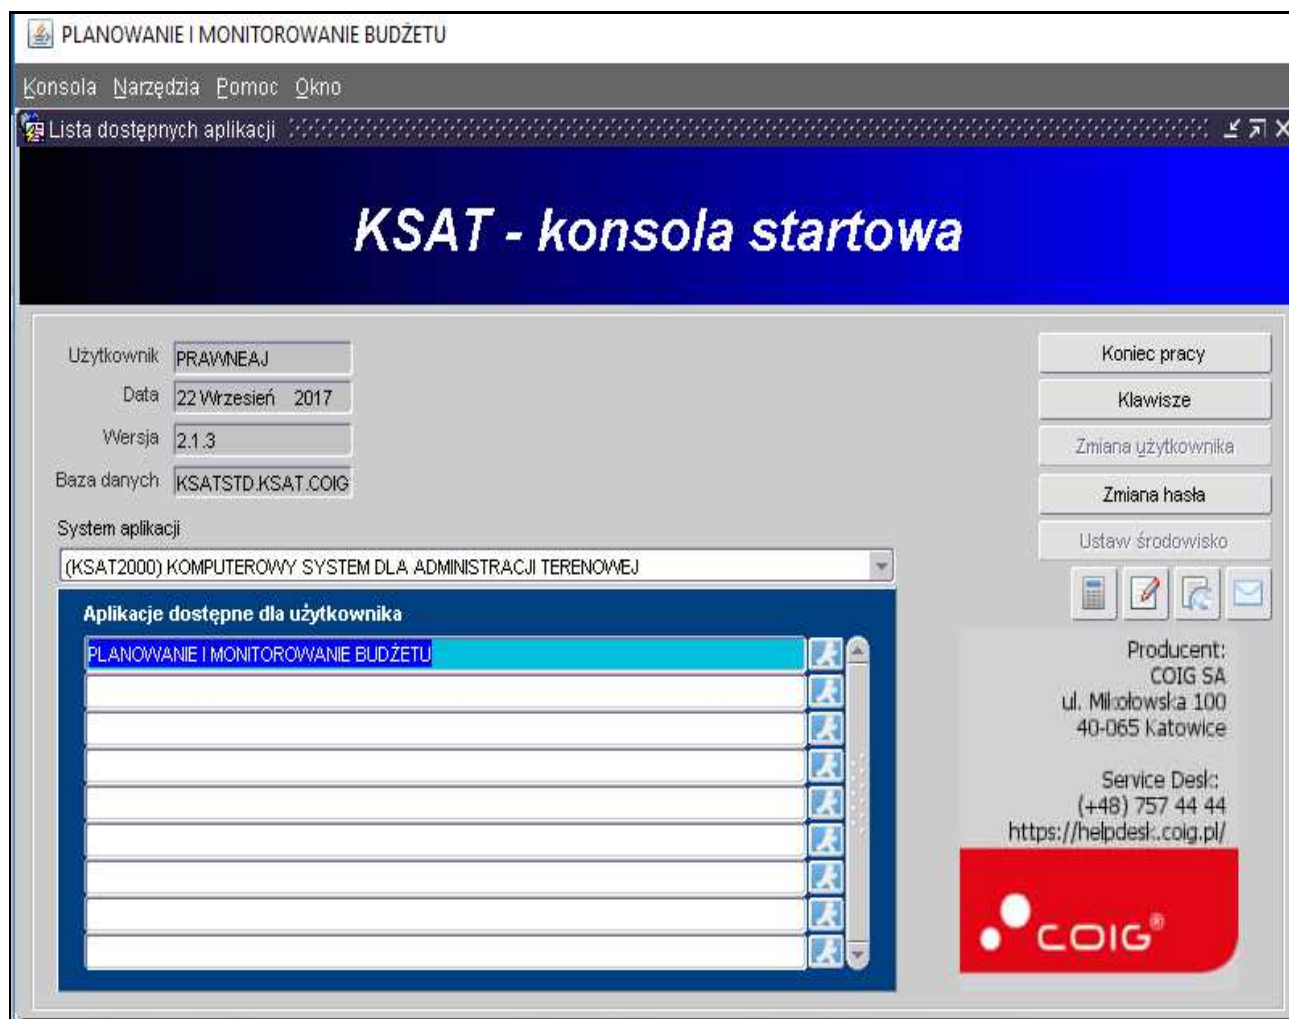 PLANOWANIE I MONITOROWANIE BUDŻETU
Konsola Narzędzia Pomoc Okno
Lista dostępnych aplikacji
KSAT - konsola startowa
Użytkownik PRAWNEAJ
Data 22 Wrzesień 2017
Wersja 2.1.3
Baza danych KSATSTD.KSAT.COIG
System aplikacji
(KSAT2000) KOMPUTEROWY SYSTEM DLA ADMINISTRACJI TERENOWEJ
Aplikacje dostępne dla użytkownika
PLANOWANIE I MONITOROWANIE BUDŻETU
Koniec pracy
Klawisze
Zmiana użytkownika
Zmiana hasła
Ustaw środowisko
Producent:
COIG SA
ul. Mikołowska 100
40-065 Katowice
Service Desk:
(+48) 757 44 44
https://helpdesk.coig.pl/
COIG®